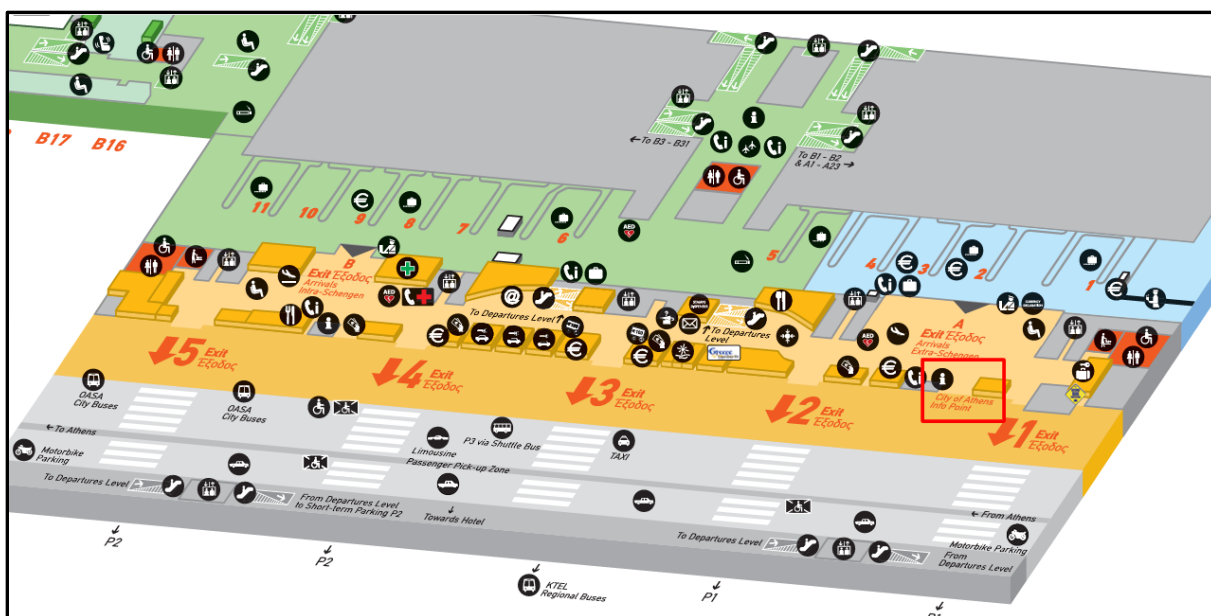 B17
B16
←To B3 - B31
To B1 - B2
& A1 - A23→
11
10
9
8
7
6
5
4
3
2
1
AED
B
Exit Έξοδος
Arrivals
Intra-Schengen
A
Exit Έξοδος
Arrivals
Extra-Schengen
AED
@
To Departures Level↑
↑To Departures
Level
AED
City of Athens
Info Point
5 Exit
Έξοδος
4 Exit
Έξοδος
3 Exit
Έξοδος
2 Exit
Έξοδος
1 Exit
Έξοδος
OASA
City Buses
OASA
City Buses
← To Athens
Motorbike
Parking
Limousine
P3 via Shuttle Bus
Passenger Pick-up Zone
TAXI
To Departures Level
From Departures Level
to Short-term Parking P2
Towards Hotel
To Departures Level
← From Athens
Motorbike Parking
From
Departures Level
P2
P2
KTEL
Regional Buses
P1